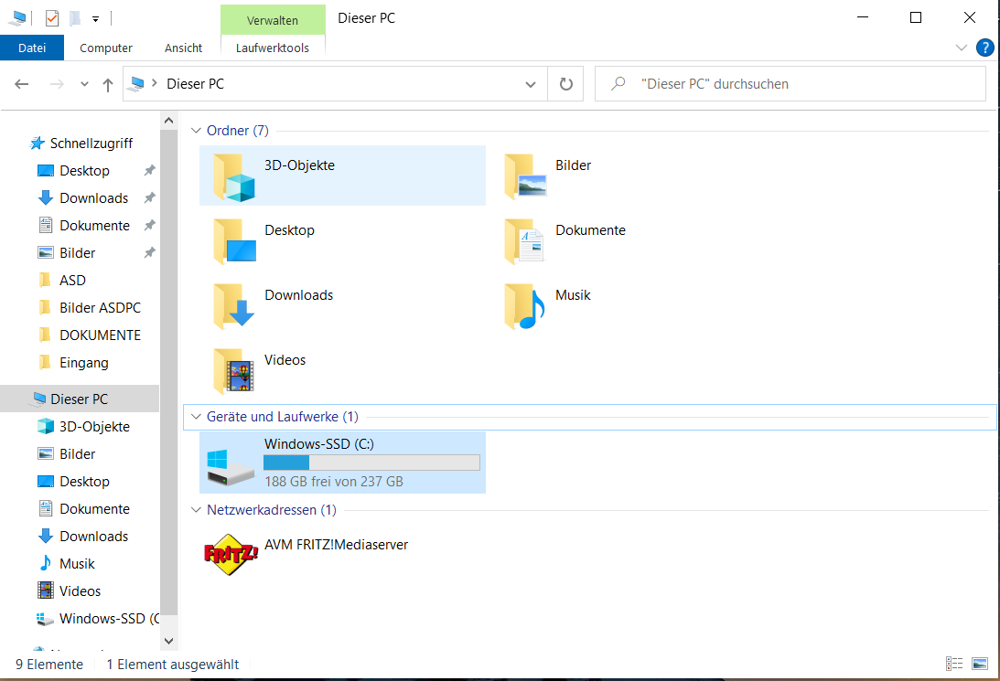 Verwalten
Dieser PC
Datei
Computer
Ansicht
Laufwerktools
?
Dieser PC
"Dieser PC" durchsuchen
Schnellzugriff
Desktop
Downloads
Dokumente
Bilder
ASD
Bilder ASDPC
DOKUMENTE
Eingang
Dieser PC
3D-Objekte
Bilder
Desktop
Dokumente
Downloads
Musik
Videos
Windows-SSD (C
Ordner (7)
3D-Objekte
Bilder
Desktop
Dokumente
Downloads
Musik
Videos
Geräte und Laufwerke (1)
Windows-SSD (C:)
188 GB frei von 237 GB
Netzwerkadressen (1)
FRITZ!
AVM FRITZ!Mediaserver
9 Elemente
1 Element ausgewählt